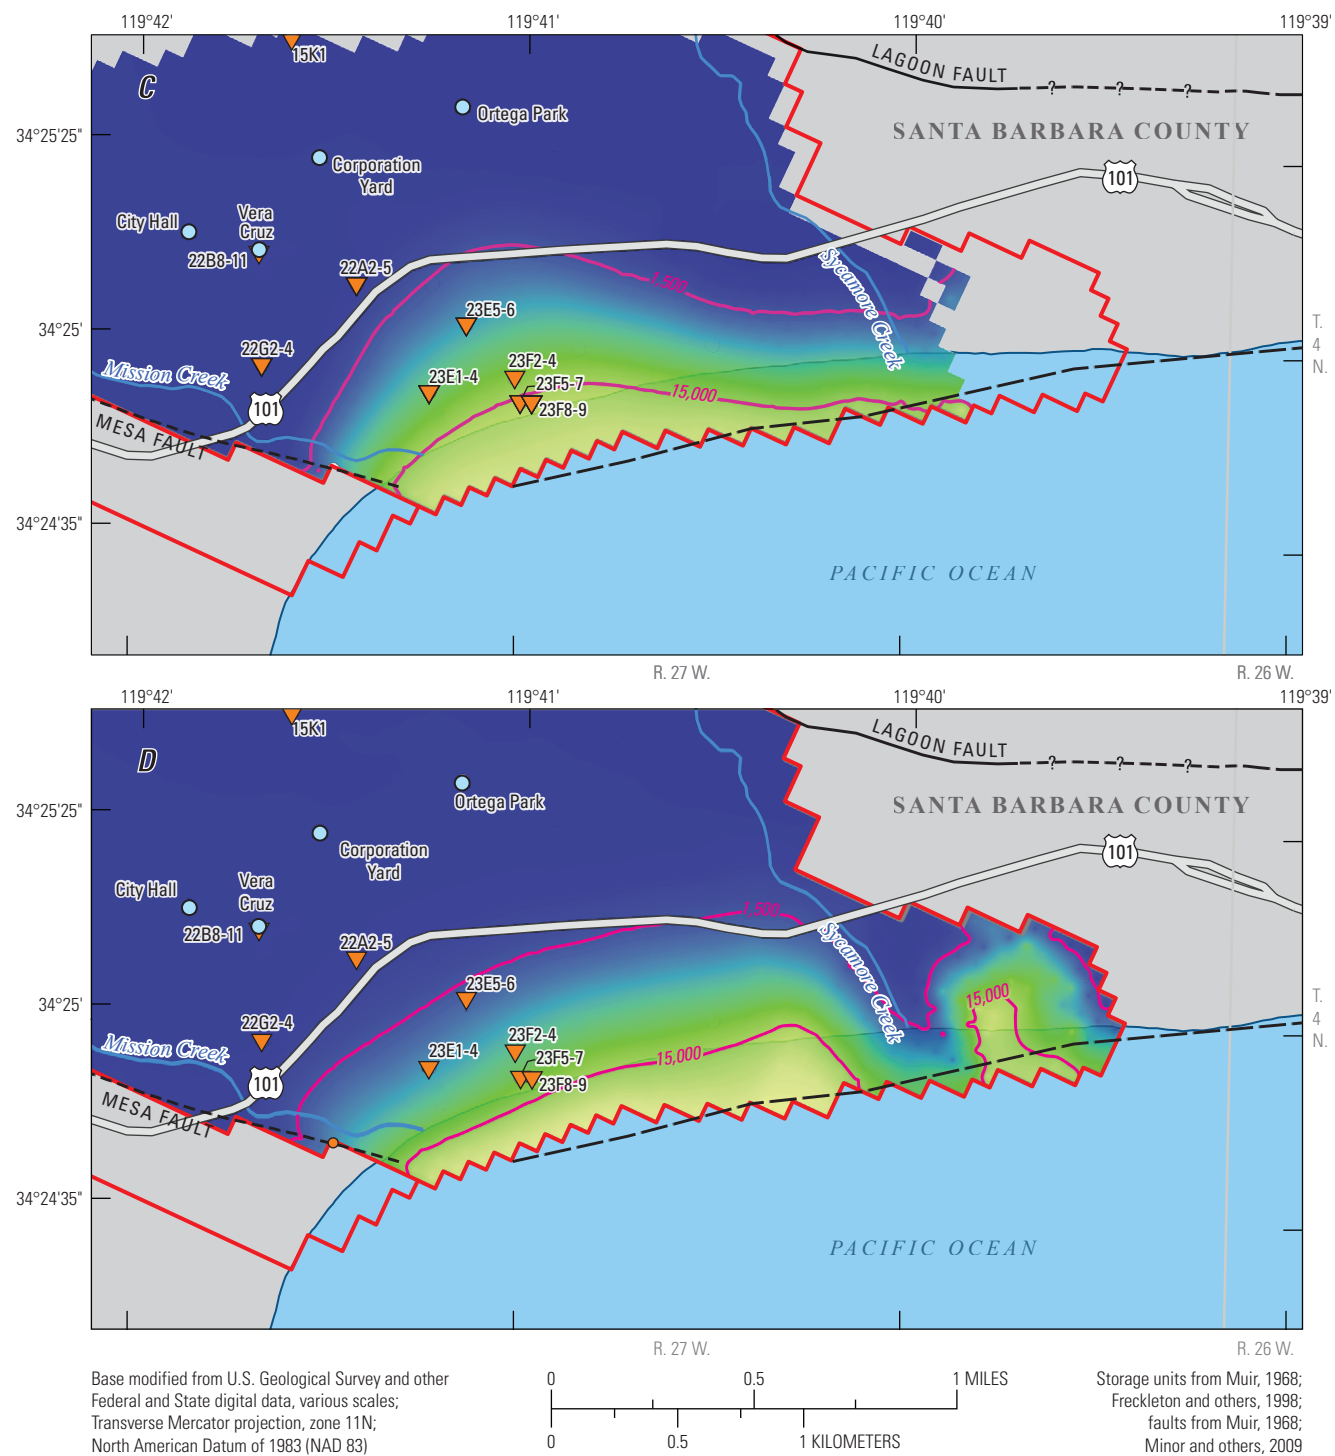 119°42' 119°41' 119°40' 119°39'
15K1
C
LAGOON FAULT
? ? ?
Ortega Park
34°25'25"
SANTA BARBARA COUNTY
Corporation
Yard
101
City Hall
Vera
Cruz
22B8-11
22A2-5
1,500
Sycamore Creek
23E5-6
34°25'
T.
4
N.
22G2-4
23F2-4
Mission Creek
23E1-4
23F5-7
15,000
23F8-9
101
MESA FAULT
34°24'35"
PACIFIC OCEAN
R. 27 W. R. 26 W.
119°42' 119°41' 119°40' 119°39'
15K1
D
LAGOON FAULT
? ? ?
34°25'25"
Ortega Park
SANTA BARBARA COUNTY
Corporation
Yard
101
City Hall
Vera
Cruz
22B8-11
1,500
22A2-5
Sycamore Creek
23E5-6
15,000
34°25'
T.
4
N.
22G2-4
23F2-4
Mission Creek
23E1-4
23F5-7
15,000
23F8-9
101
MESA FAULT
34°24'35"
PACIFIC OCEAN
R. 27 W. R. 26 W.
Base modified from U.S. Geological Survey and other
Federal and State digital data, various scales;
Transverse Mercator projection, zone 11N;
North American Datum of 1983 (NAD 83)
0 0.5 1 MILES
0 0.5 1 KILOMETERS
Storage units from Muir, 1968;
Freckleton and others, 1998;
faults from Muir, 1968;
Minor and others, 2009